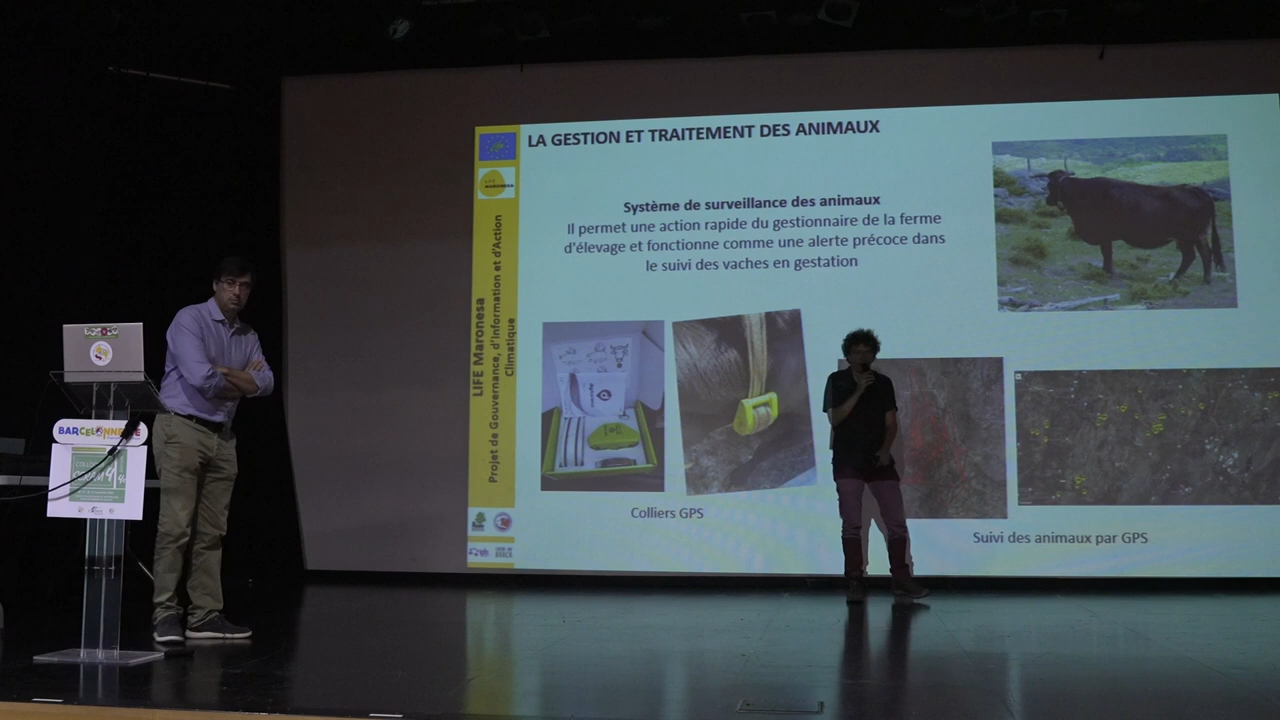 LA GESTION ET TRAITEMENT DES ANIMAUX
Système de surveillance des animaux
Il permet une action rapide du gestionnaire de la ferme
d'élevage et fonctionne comme une alerte précoce dans
le suivi des vaches en gestation
LIFE Maronesa
Projet de Gouvernance, d'Information et d'Action
Climatique
MARONESA
Colliers GPS
Suivi des animaux par GPS
BARCELONNETTE